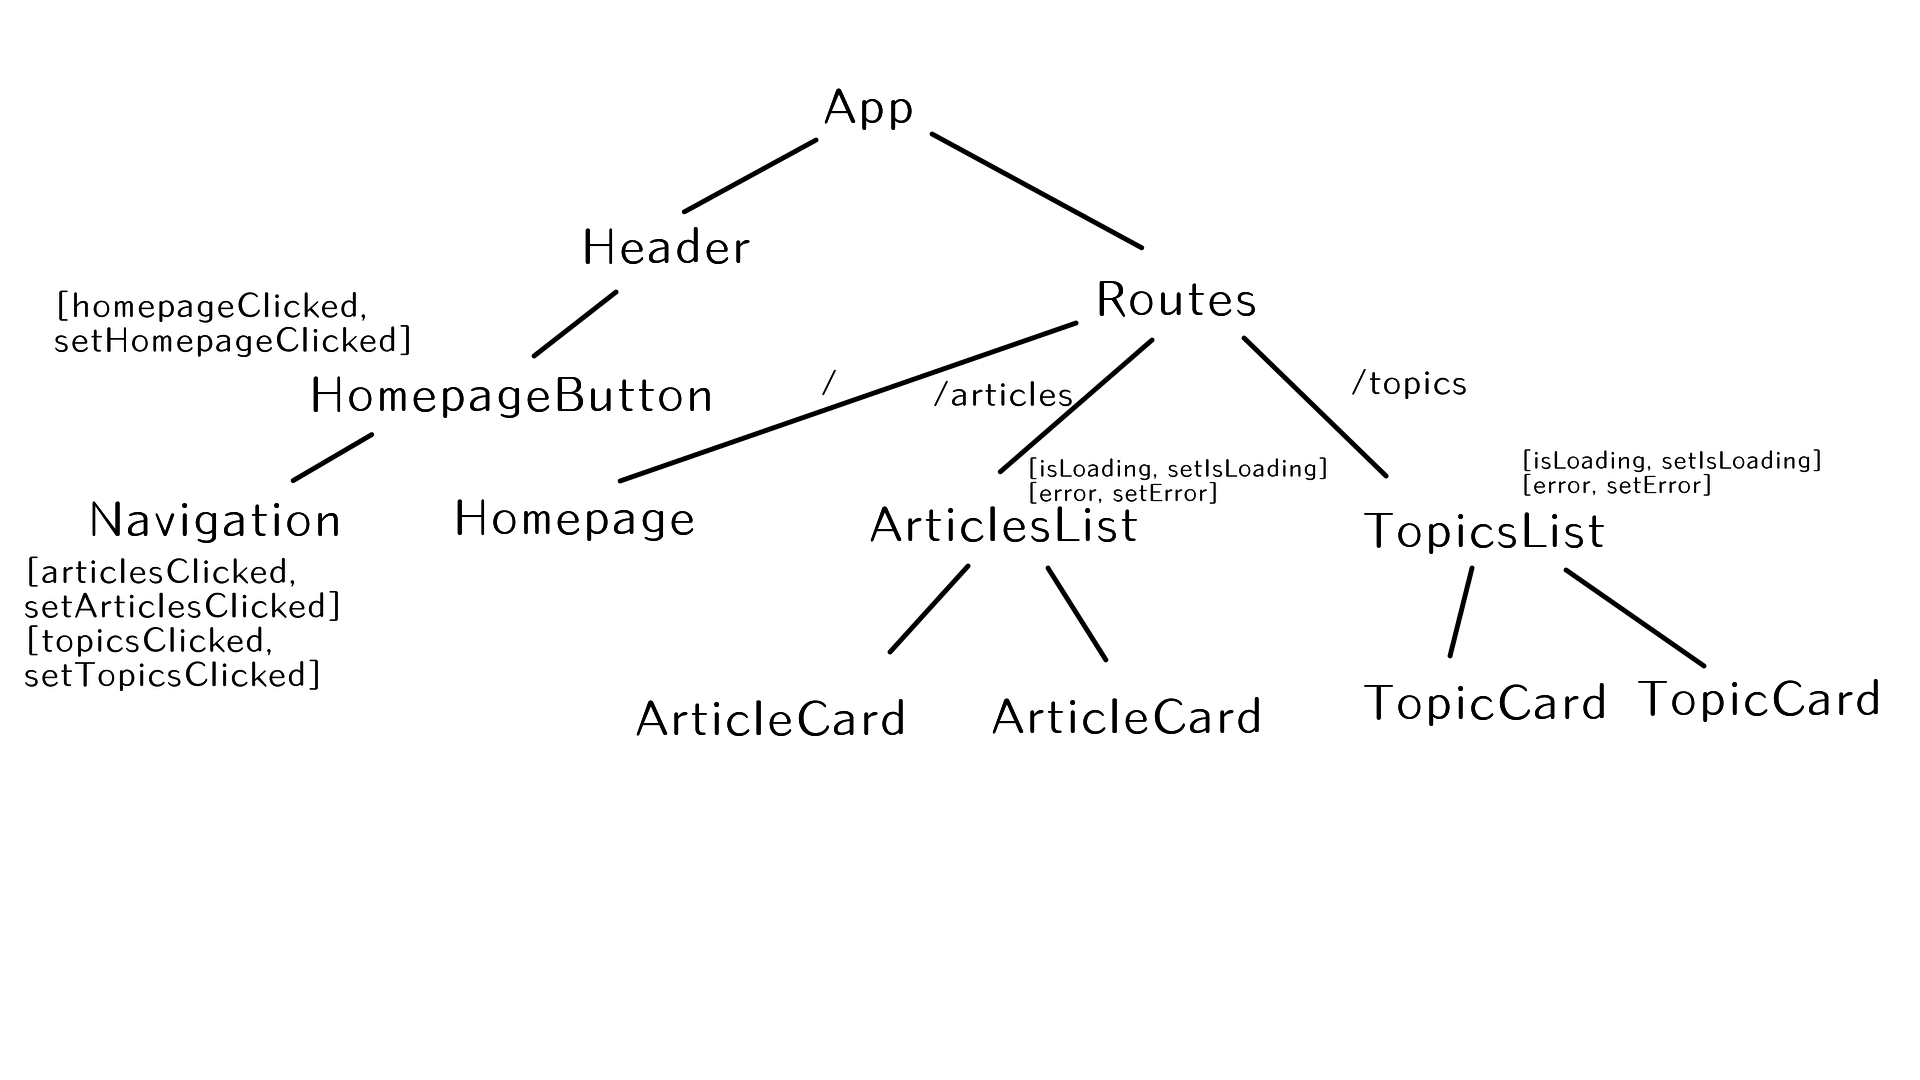 App
Header
[homepageClicked,
setHomepageClicked]
Routes
HomepageButton
/
/articles
/topics
[isLoading, setIsLoading]
[error, setError]
[isLoading, setIsLoading]
[error, setError]
Navigation
Homepage
ArticlesList
TopicsList
[articlesClicked,
setArticlesClicked]
[topicsClicked,
setTopicsClicked]
ArticleCard
ArticleCard
TopicCard
TopicCard